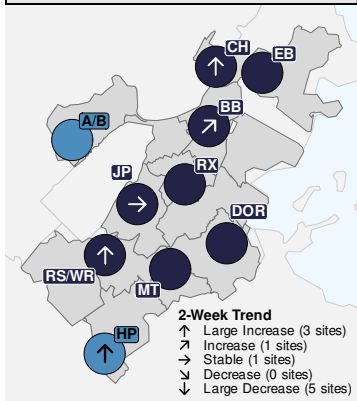 CH
EB
BB
A/B
RX
JP
DOR
RS/WR
MT
HP
2-Week Trend
↑ Large Increase (3 sites)
↗ Increase (1 sites)
→ Stable (1 sites)
↘ Decrease (0 sites)
↓ Large Decrease (5 sites)